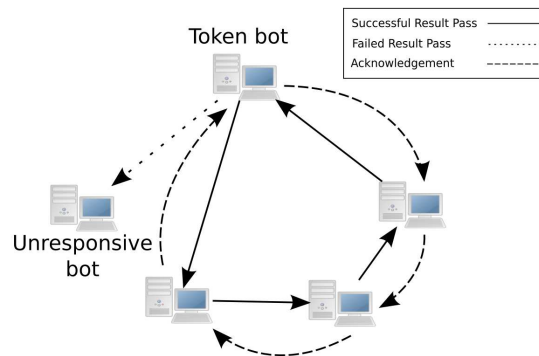 Token bot
Successful Result Pass
Failed Result Pass
Acknowledgement
Unresponsive
bot